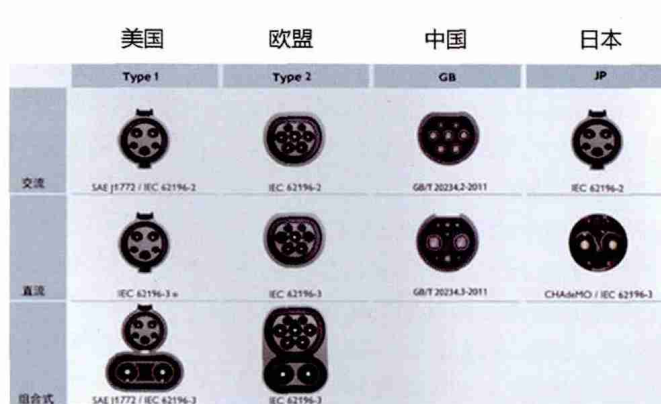 美国 欧盟 中国 日本
Type 1 Type 2 GB JP
交流
SAE J1772 / IEC 62196-2 IEC 62196-2 GB/T 20234.2-2011 IEC 62196-2
直流
IEC 62196-3 IEC 62196-3 GB/T 20234.3-2011 CHAdeMO / IEC 62196-3
组合式
SAE J1772 / IEC 62196-3 IEC 62196-3